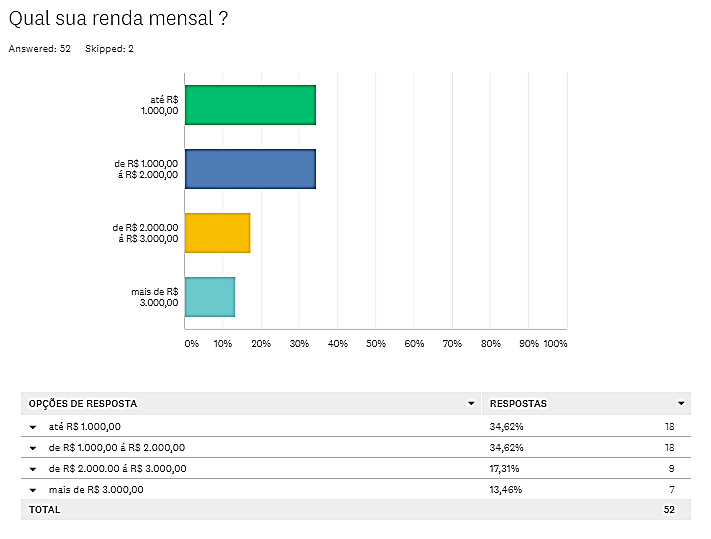 Qual sua renda mensal ?
Answered: 52 Skipped: 2
até R$
1.000,00
de R$ 1.000,00
á R$ 2.000,00
de R$ 2.000.00
á R$ 3.000,00
mais de R$
3.000,00
0% 10% 20% 30% 40% 50% 60% 70% 80% 90% 100%
OPÇÕES DE RESPOSTA RESPOSTAS
até R$ 1.000,00 34,62% 18
de R$ 1.000,00 á R$ 2.000,00 34,62% 18
de R$ 2.000.00 á R$ 3.000,00 17,31% 9
mais de R$ 3.000,00 13,46% 7
TOTAL 52